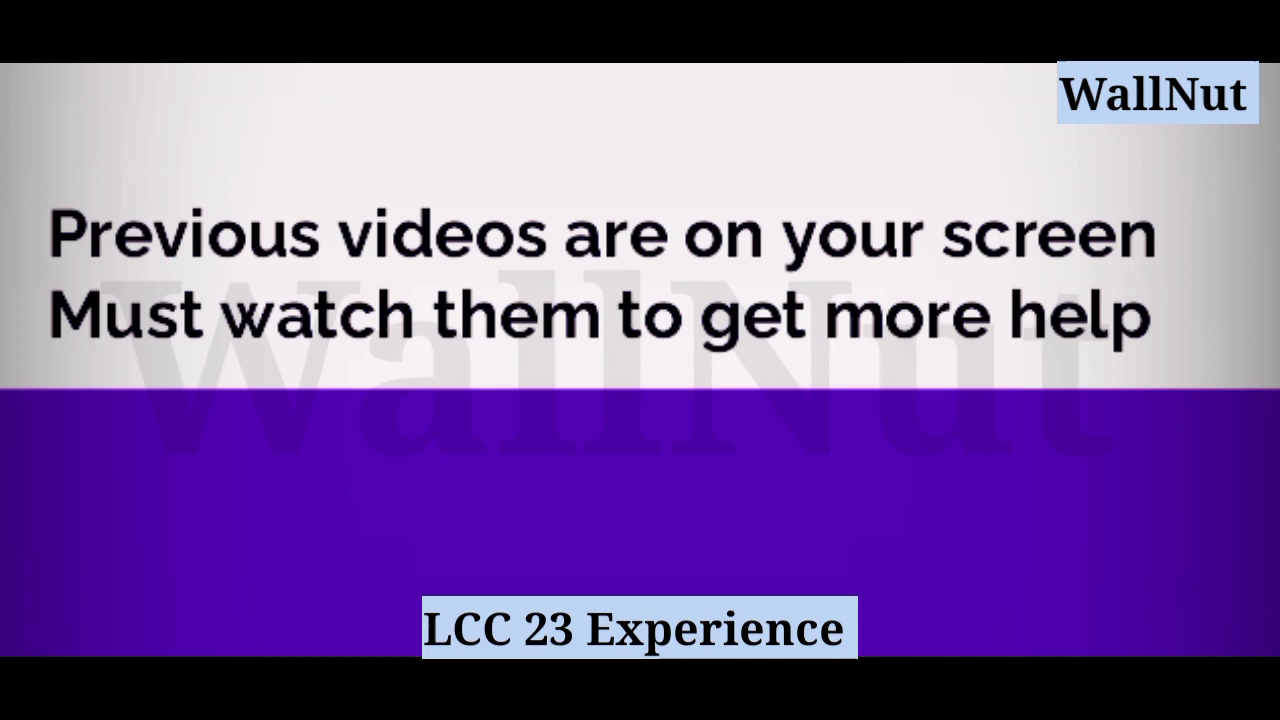 WallNut
Previous videos are on your screen
Must watch them to get more help
WallNut
LCC 23 Experience